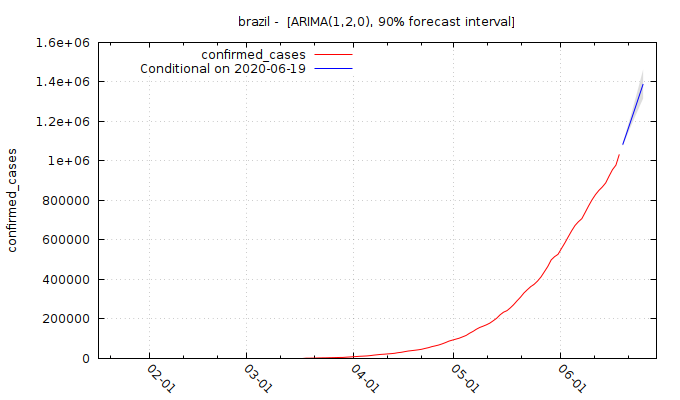 brazil -  [ARIMA(1,2,0), 90% forecast interval]
confirmed_cases
Conditional on 2020-06-19
1.6e+06
1.4e+06
1.2e+06
1e+06
800000
600000
400000
200000
0
confirmed_cases
02-01
03-01
04-01
05-01
06-01